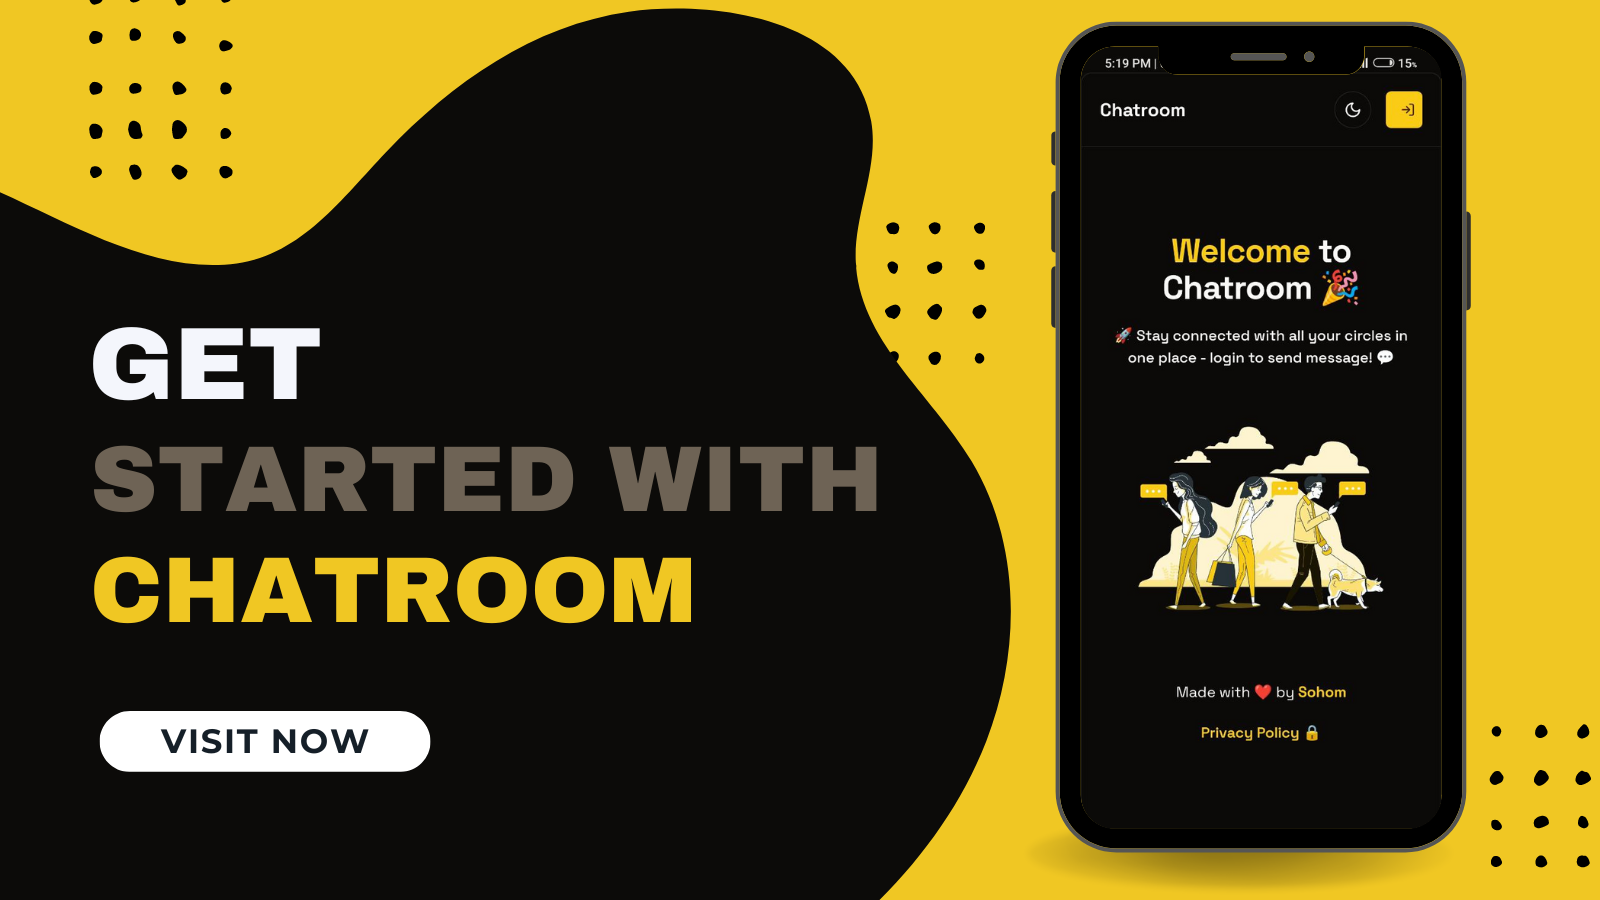 GET
STARTED WITH
CHATROOM
VISIT NOW
5:19 PM | 15%
Chatroom
Welcome to
Chatroom 🎉
🚀 Stay connected with all your circles in
one place - login to send message! 💬
Made with ❤️ by Sohom
Privacy Policy 🔒